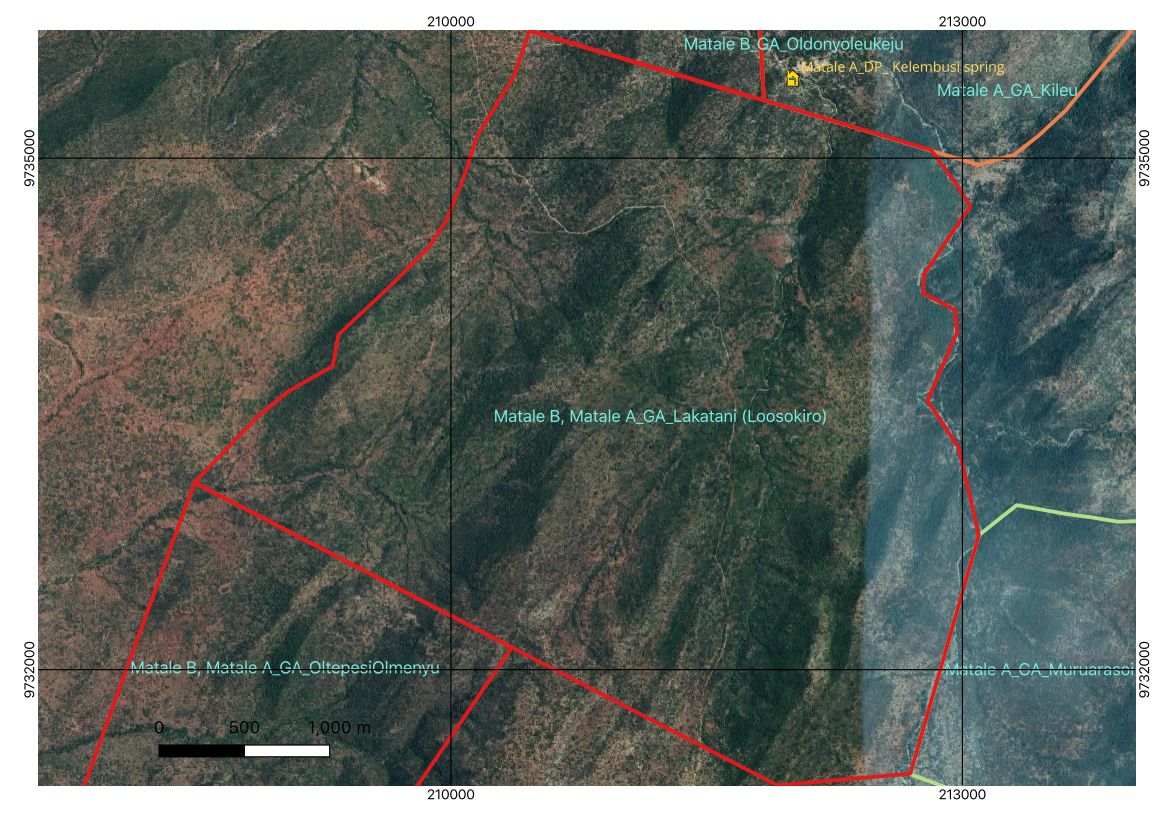 210000 213000
Matale B_GA_Oldonyoleukeju
Matale A_DP_ Kelembusi spring
Matale A_GA_Kileu
9735000 9735000
Matale B, Matale A_GA_Lakatani (Loosokiro)
9732000 9732000
Matale B, Matale A_GA_OltepesiOlmenyu
Matale A_GA_Muruarasoi
0 500 1,000 m
210000 213000